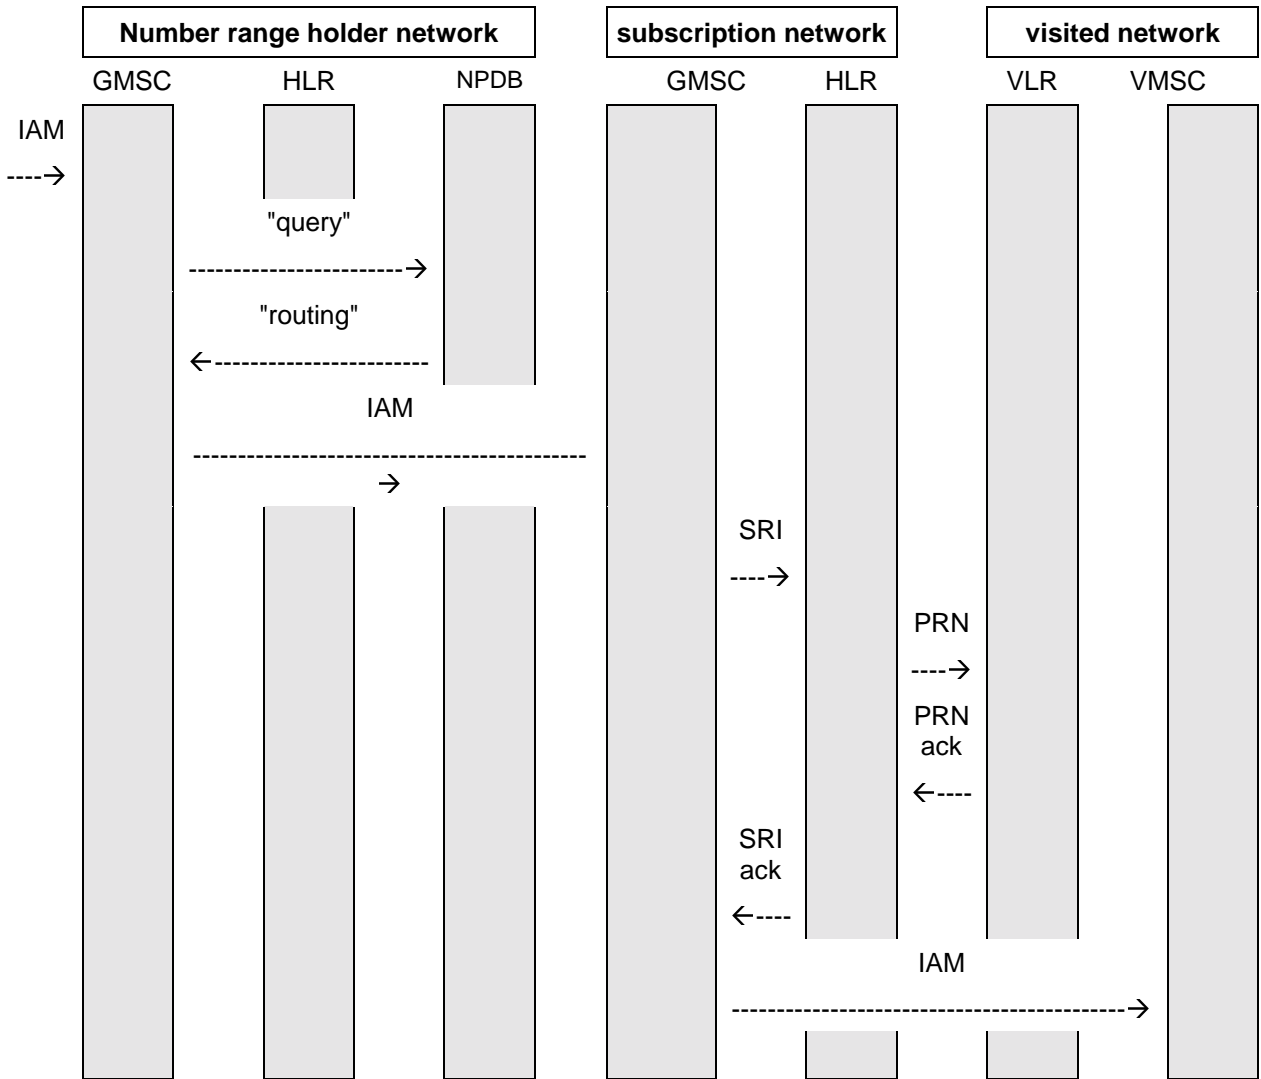 Number range holder network subscription network visited network
GMSC HLR NPDB GMSC HLR VLR VMSC
IAM
---->
"query"
------------------------>
"routing"
<------------------------
IAM
--------------------------------------------
>
SRI
---->
PRN
---->
PRN
ack
<----
SRI
ack
<----
IAM
-------------------------------------------->